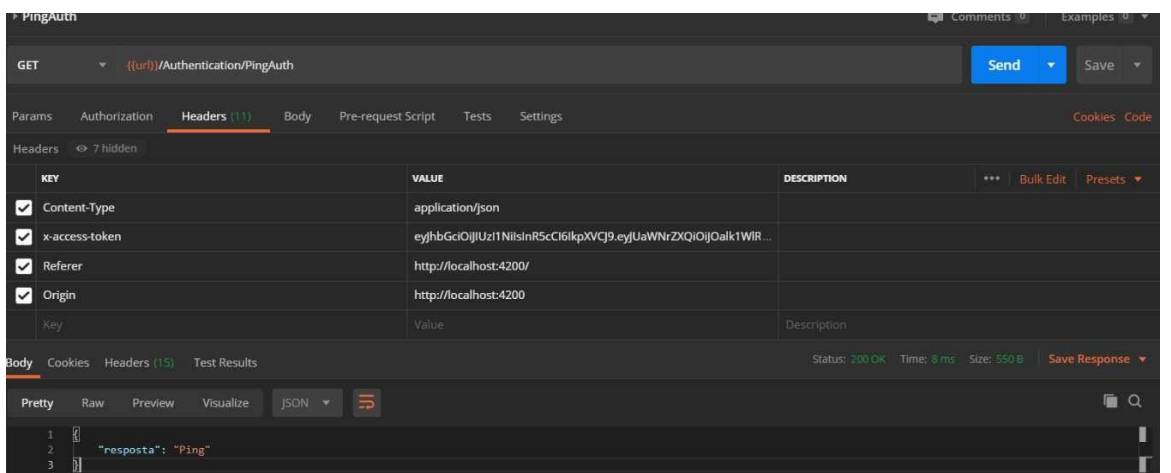 PingAuth Comments 0 Examples 0
GET {{url}}/Authentication/PingAuth Send Save
Params Authorization Headers (11) Body Pre-request Script Tests Settings Cookies Code
Headers 7 hidden
KEY VALUE DESCRIPTION ••• Bulk Edit Presets
Content-Type application/json
x-access-token eyJhbGciOiJIUzI1NiIsInR5cCI6IkpXVCJ9.eyJUaWNrZXQiOiJOalk1WlR...
Referer http://localhost:4200/
Origin http://localhost:4200
Key Value Description
Body Cookies Headers (15) Test Results Status: 200 OK Time: 8 ms Size: 550 B Save Response
Pretty Raw Preview Visualize JSON
1 {
2 "resposta": "Ping"
3 }